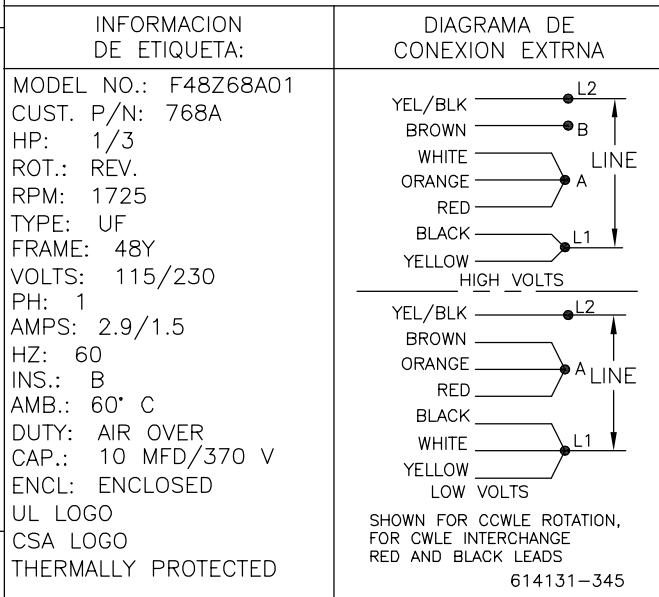 INFORMACION
DE ETIQUETA:
MODEL NO.: F48Z68A01
CUST. P/N: 768A
HP: 1/3
ROT.: REV.
RPM: 1725
TYPE: UF
FRAME: 48Y
VOLTS: 115/230
PH: 1
AMPS: 2.9/1.5
HZ: 60
INS.: B
AMB.: 60° C
DUTY: AIR OVER
CAP.: 10 MFD/370 V
ENCL: ENCLOSED
UL LOGO
CSA LOGO
THERMALLY PROTECTED
DIAGRAMA DE
CONEXION EXTRNA
YEL/BLK L2
BROWN B
WHITE LINE
ORANGE A
RED
BLACK L1
YELLOW
HIGH VOLTS
YEL/BLK L2
BROWN
ORANGE A LINE
RED
BLACK
WHITE L1
YELLOW
LOW VOLTS
SHOWN FOR CCWLE ROTATION,
FOR CWLE INTERCHANGE
RED AND BLACK LEADS
614131-345